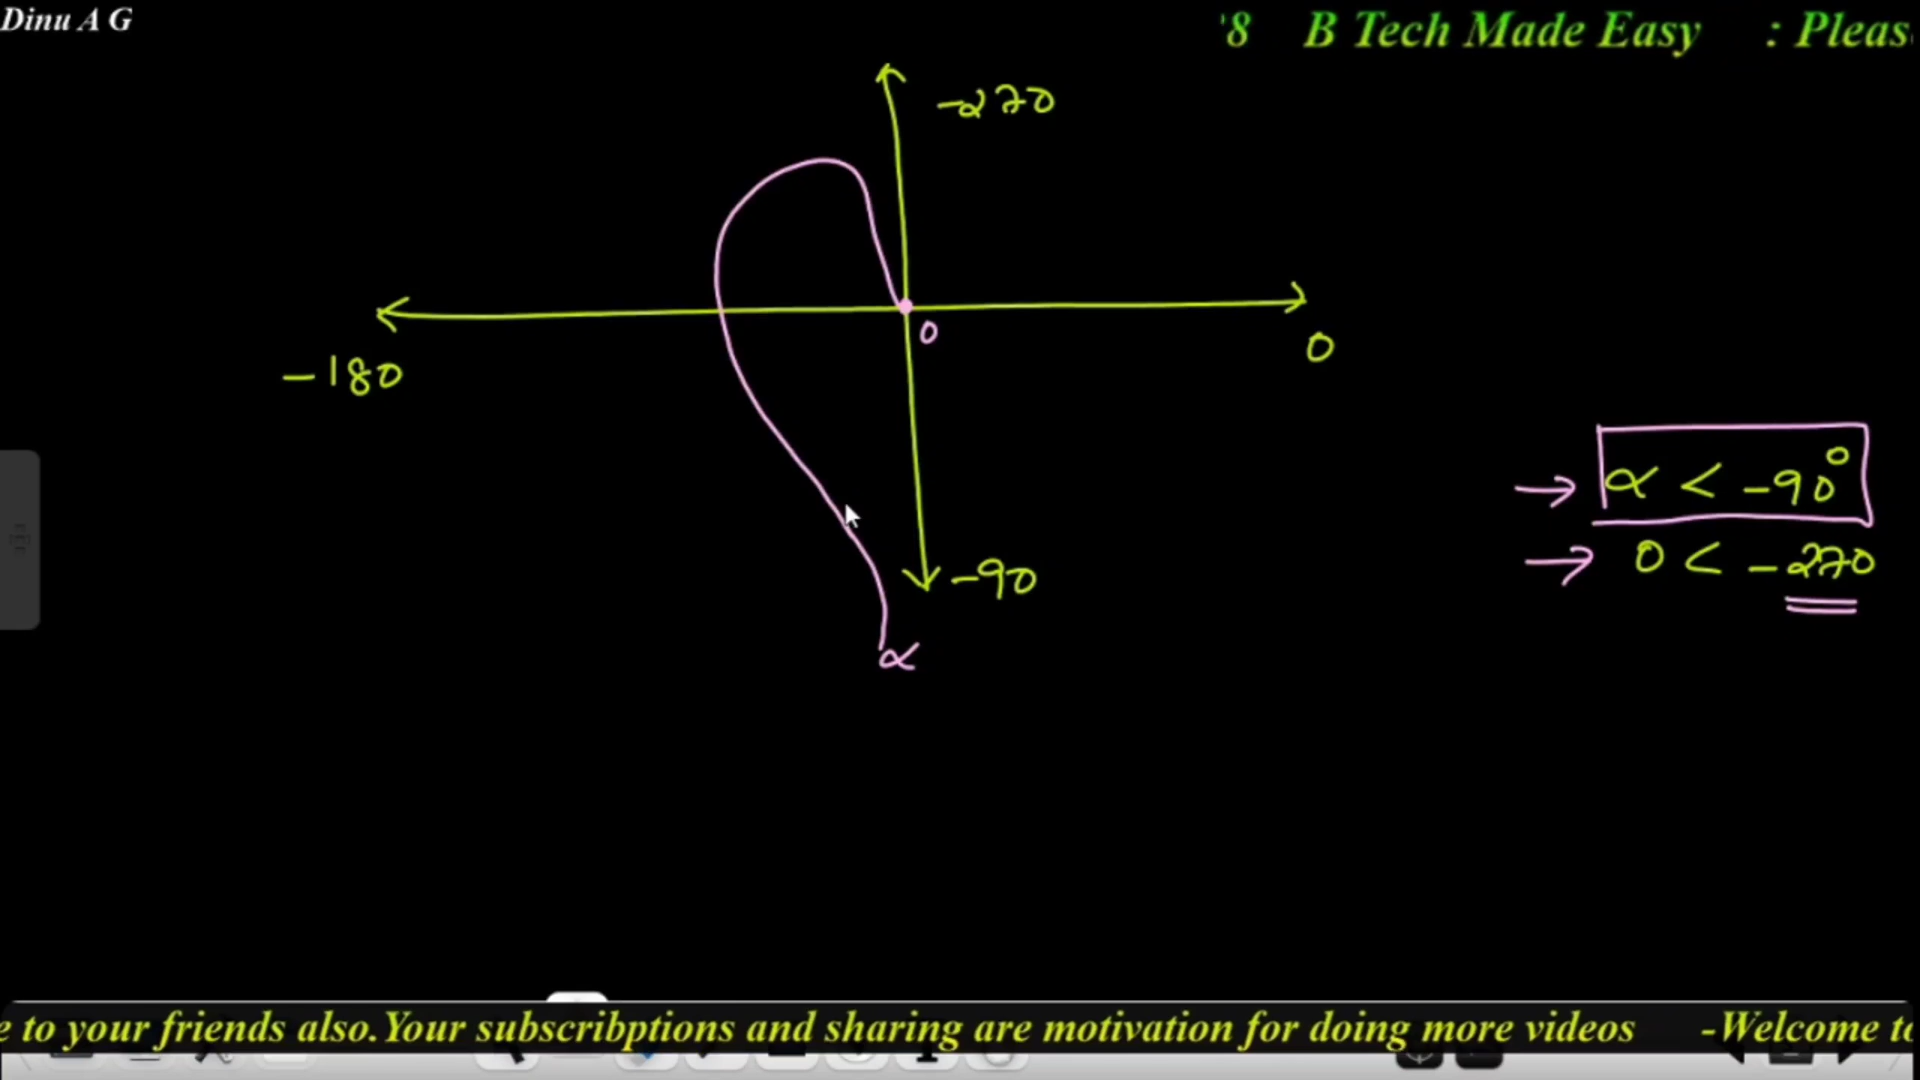 Dinu A G
'8 B Tech Made Easy : Pleas
-270
0
-180
0
α < -90°
0 < -270
-90
α
e to your friends also. Your subscribptions and sharing are motivation for doing more videos -Welcome to